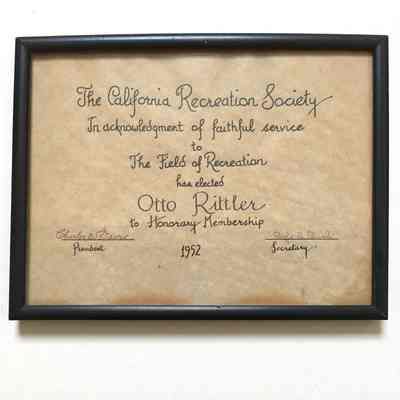 The California Recreation Society
In acknowledgment of faithful service
to
The Field of Recreation
has elected
Otto Rittler
to Honorary Membership
President
1952
Secretary